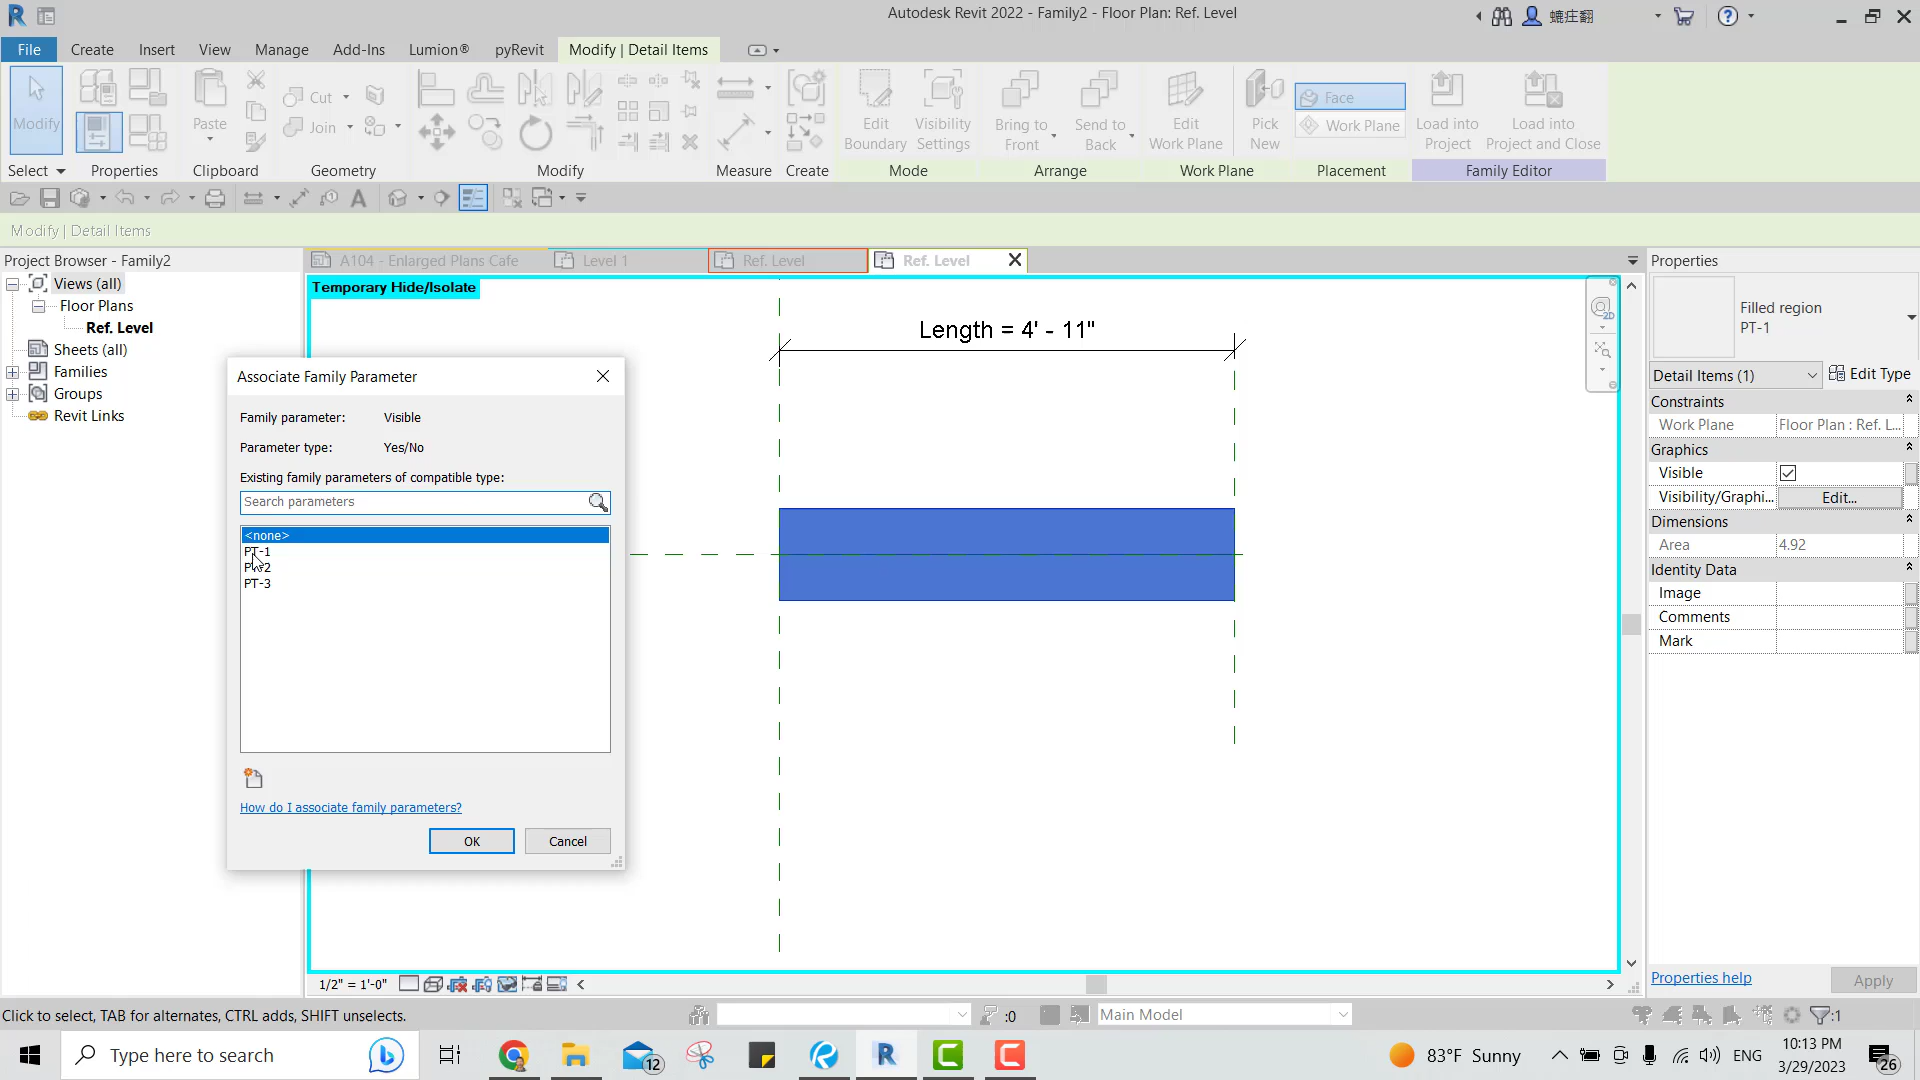 Autodesk Revit 2022 - Family2 - Floor Plan: Ref. Level
File Create Insert View Manage Add-Ins Lumion® pyRevit Modify | Detail Items
Modify
Paste
Cut
Join
Edit
Boundary
Visibility
Settings
Bring to
Front
Send to
Back
Edit
Work Plane
Pick
New
Face
Work Plane
Load into
Project
Load into
Project and Close
Select Properties Clipboard Geometry Modify Measure Create Mode Arrange Work Plane Placement Family Editor
Modify | Detail Items
Project Browser - Family2
Views (all)
Floor Plans
Ref. Level
Sheets (all)
Families
Groups
Revit Links
A104 - Enlarged Plans Cafe
Level 1
Ref. Level
Ref. Level
Temporary Hide/Isolate
Length = 4' - 11"
2D
Associate Family Parameter
Family parameter: Visible
Parameter type: Yes/No
Existing family parameters of compatible type:
Search parameters
<none>
PT-1
PT-2
PT-3
How do I associate family parameters?
OK
Cancel
Properties
Filled region
PT-1
Detail Items (1)
Edit Type
Constraints
Work Plane Floor Plan : Ref. L...
Graphics
Visible
Visibility/Graphi... Edit...
Dimensions
Area 4.92
Identity Data
Image
Comments
Mark
Properties help
Apply
1/2" = 1'-0"
Click to select, TAB for alternates, CTRL adds, SHIFT unselects.
:0
Main Model
:1
Type here to search
12
83°F Sunny
ENG
10:13 PM
3/29/2023
26